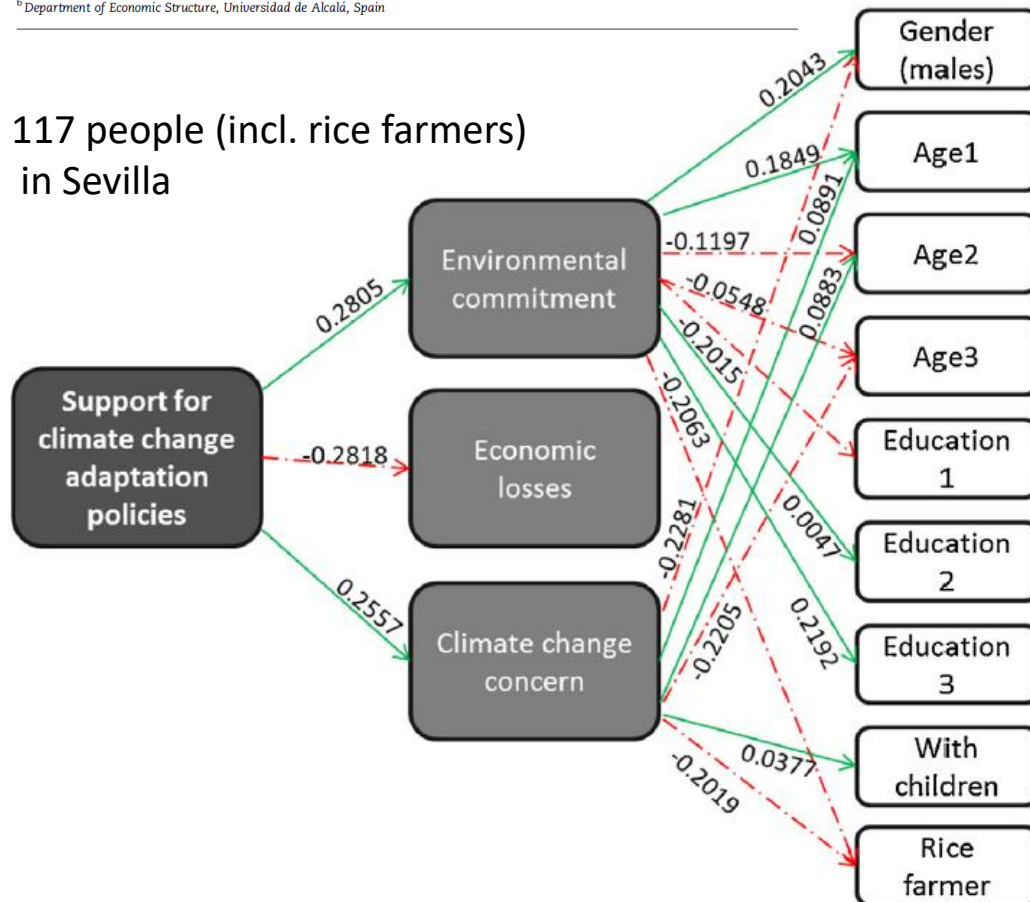 b Department of Economic Structure, Universidad de Alcalá, Spain
117 people (incl. rice farmers)
in Sevilla
Support for
climate change
adaptation
policies
0.2805
-0.2818
0.2557
Environmental
commitment
Economic
losses
Climate change
concern
0.2043
0.1849
-0.1197
-0.0548
-0.2015
-0.2063
0.0047
0.2192
-0.2281
0.0891
0.0883
-0.2205
0.0377
-0.2019
Gender
(males)
Age1
Age2
Age3
Education
1
Education
2
Education
3
With
children
Rice
farmer